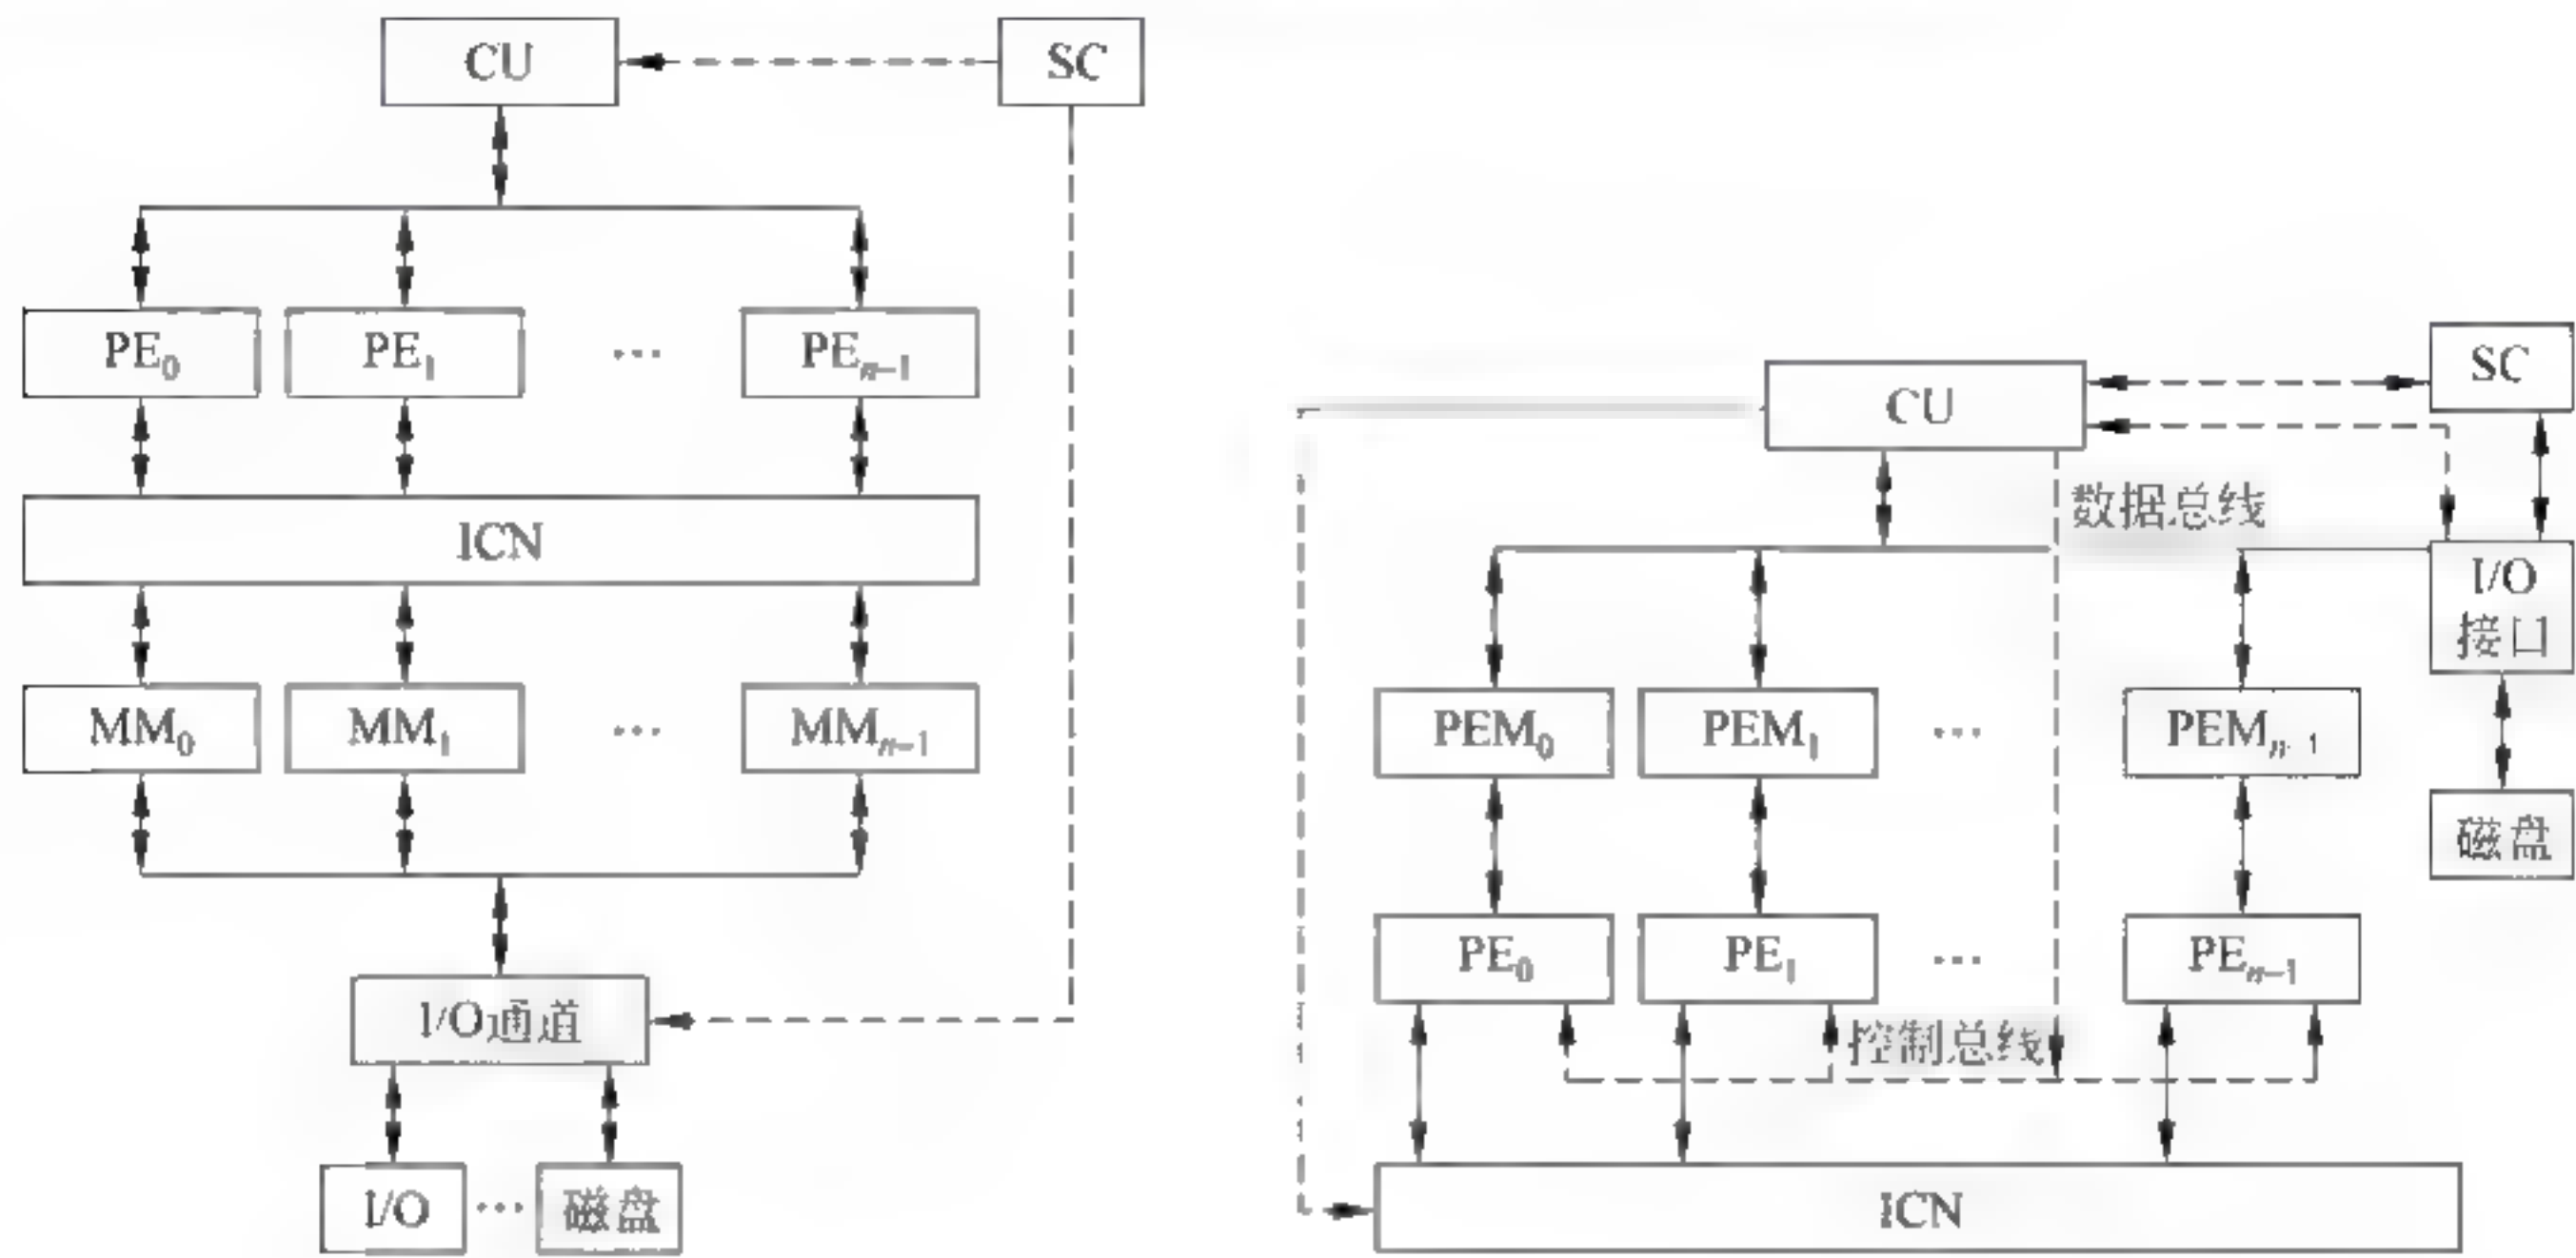 CU SC
PE₀ PE₁ … PEₙ₋₁
ICN
MM₀ MM₁ … MMₙ₋₁
I/O通道
I/O … 磁盘
SC
CU
数据总线
I/O
接口
PEM₀ PEM₁ … PEMₙ₋₁
磁盘
PE₀ PE₁ … PEₙ₋₁
控制总线
ICN